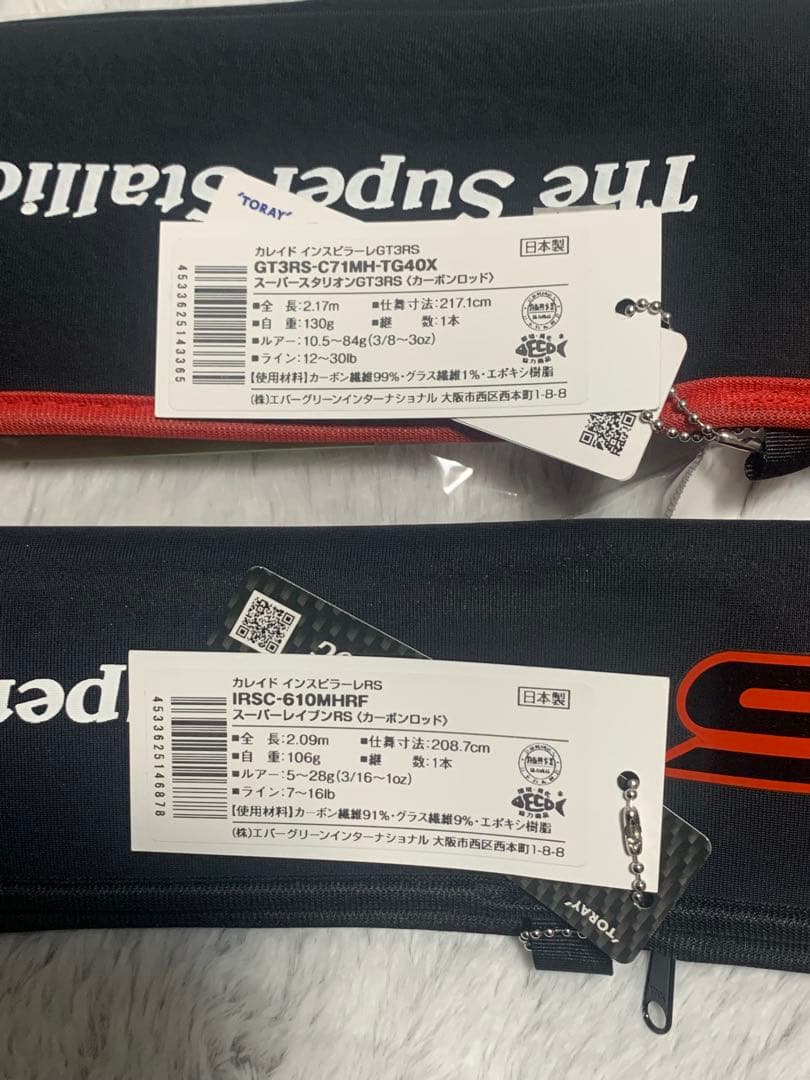 The Super Stallio
"TORAY"
カレイド インスピラーレGT3RS
日本製
GT3RS-C71MH-TG40X
スーパースタリオンGT3RS〈カーボンロッド〉
■全 長:2.17m ■仕舞寸法:217.1cm
■自 重:130g ■継 数:1本
■ルアー:10.5～84g(3/8～3oz)
■ライン:12～30lb
【使用材料】カーボン繊維99%・グラス繊維1%・エポキシ樹脂
(株)エバーグリーンインターナショナル 大阪市西区西本町1-8-8
4533625143365
ECO
uper
カレイド インスピラーレRS
日本製
IRSC-610MHRF
スーパーレイブンRS〈カーボンロッド〉
■全 長:2.09m ■仕舞寸法:208.7cm
■自 重:106g ■継 数:1本
■ルアー:5～28g(3/16～1oz)
■ライン:7～16lb
【使用材料】カーボン繊維91%・グラス繊維9%・エポキシ樹脂
(株)エバーグリーンインターナショナル 大阪市西区西本町1-8-8
4533625146878
ECO
"TORAY"